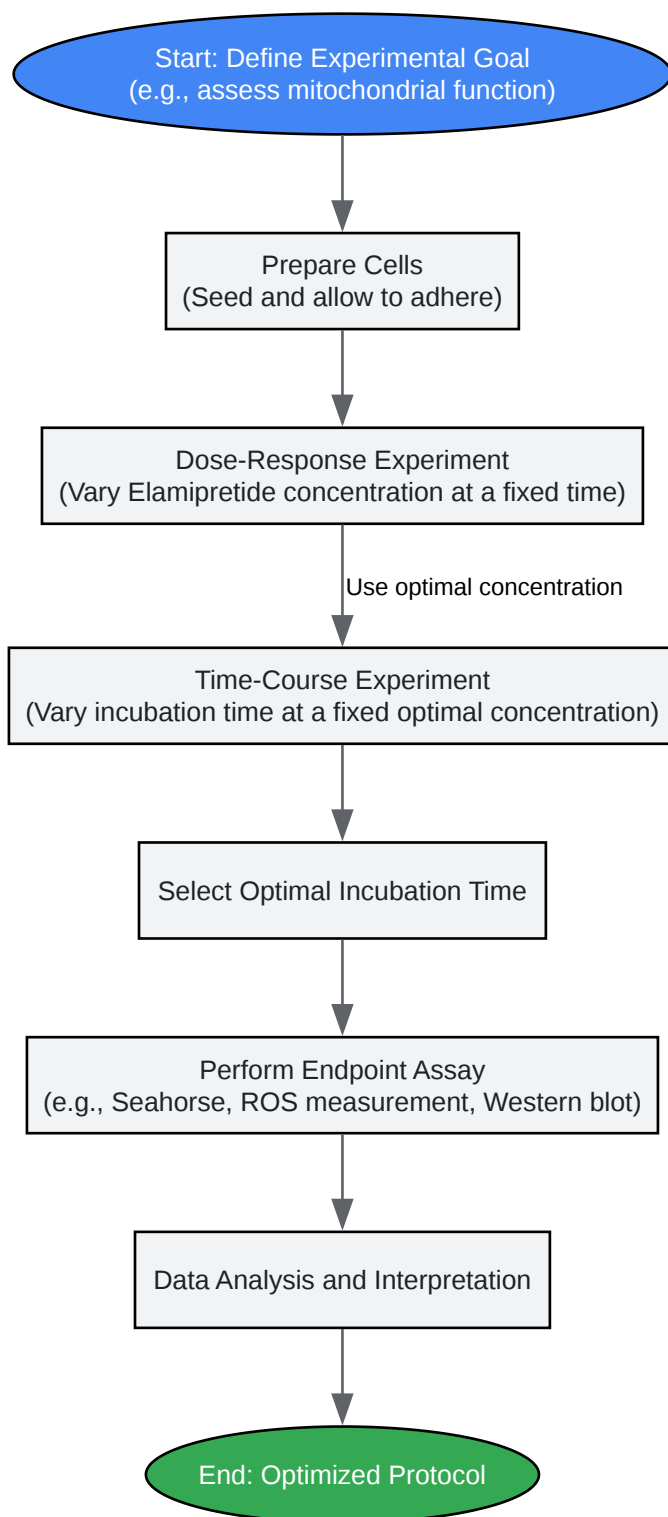 Start: Define Experimental Goal
(e.g., assess mitochondrial function)
Prepare Cells
(Seed and allow to adhere)
Dose-Response Experiment
(Vary Elamipretide concentration at a fixed time)
Use optimal concentration
Time-Course Experiment
(Vary incubation time at a fixed optimal concentration)
Select Optimal Incubation Time
Perform Endpoint Assay
(e.g., Seahorse, ROS measurement, Western blot)
Data Analysis and Interpretation
End: Optimized Protocol